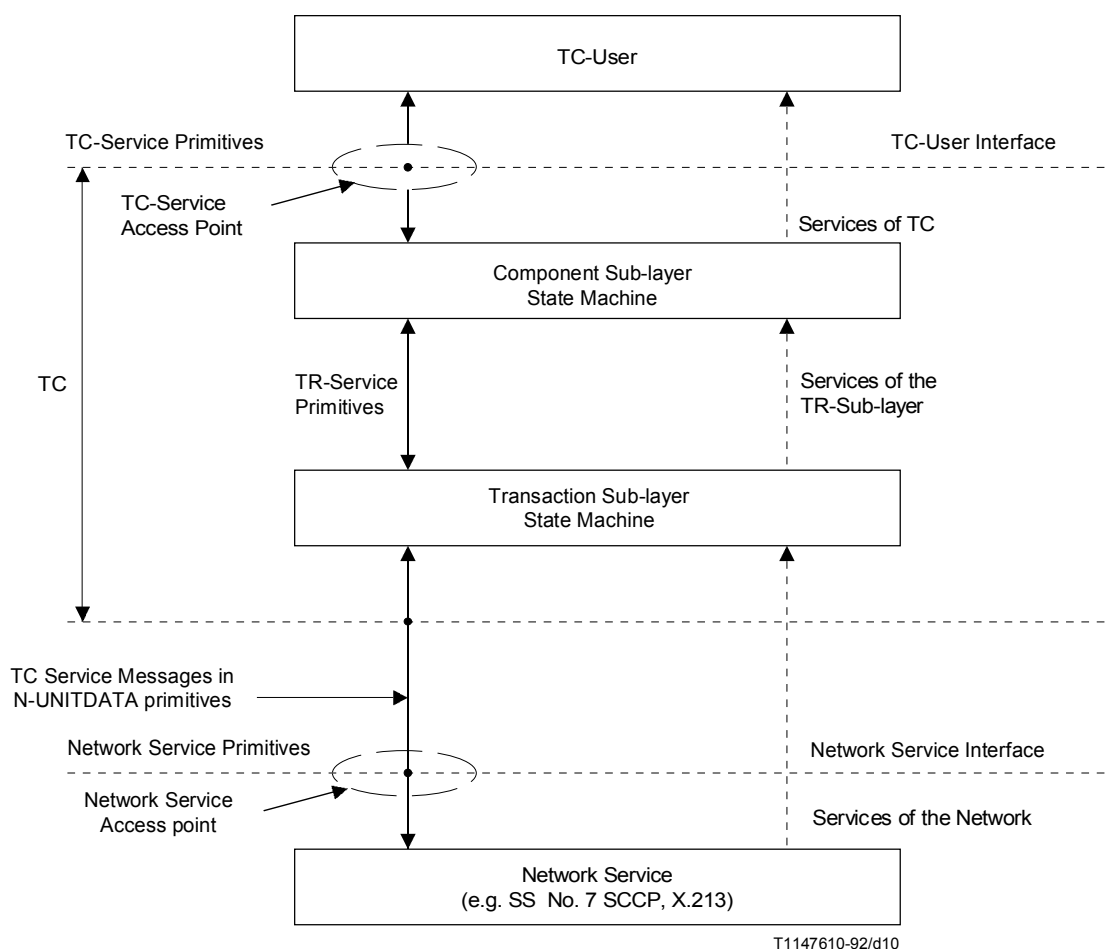 TC-User
TC-Service Primitives
TC-User Interface
TC-Service
Access Point
Services of TC
Component Sub-layer
State Machine
TC
TR-Service
Primitives
Services of the
TR-Sub-layer
Transaction Sub-layer
State Machine
TC Service Messages in
N-UNITDATA primitives
Network Service Primitives
Network Service Interface
Network Service
Access point
Services of the Network
Network Service
(e.g. SS No. 7 SCCP, X.213)
T1147610-92/d10